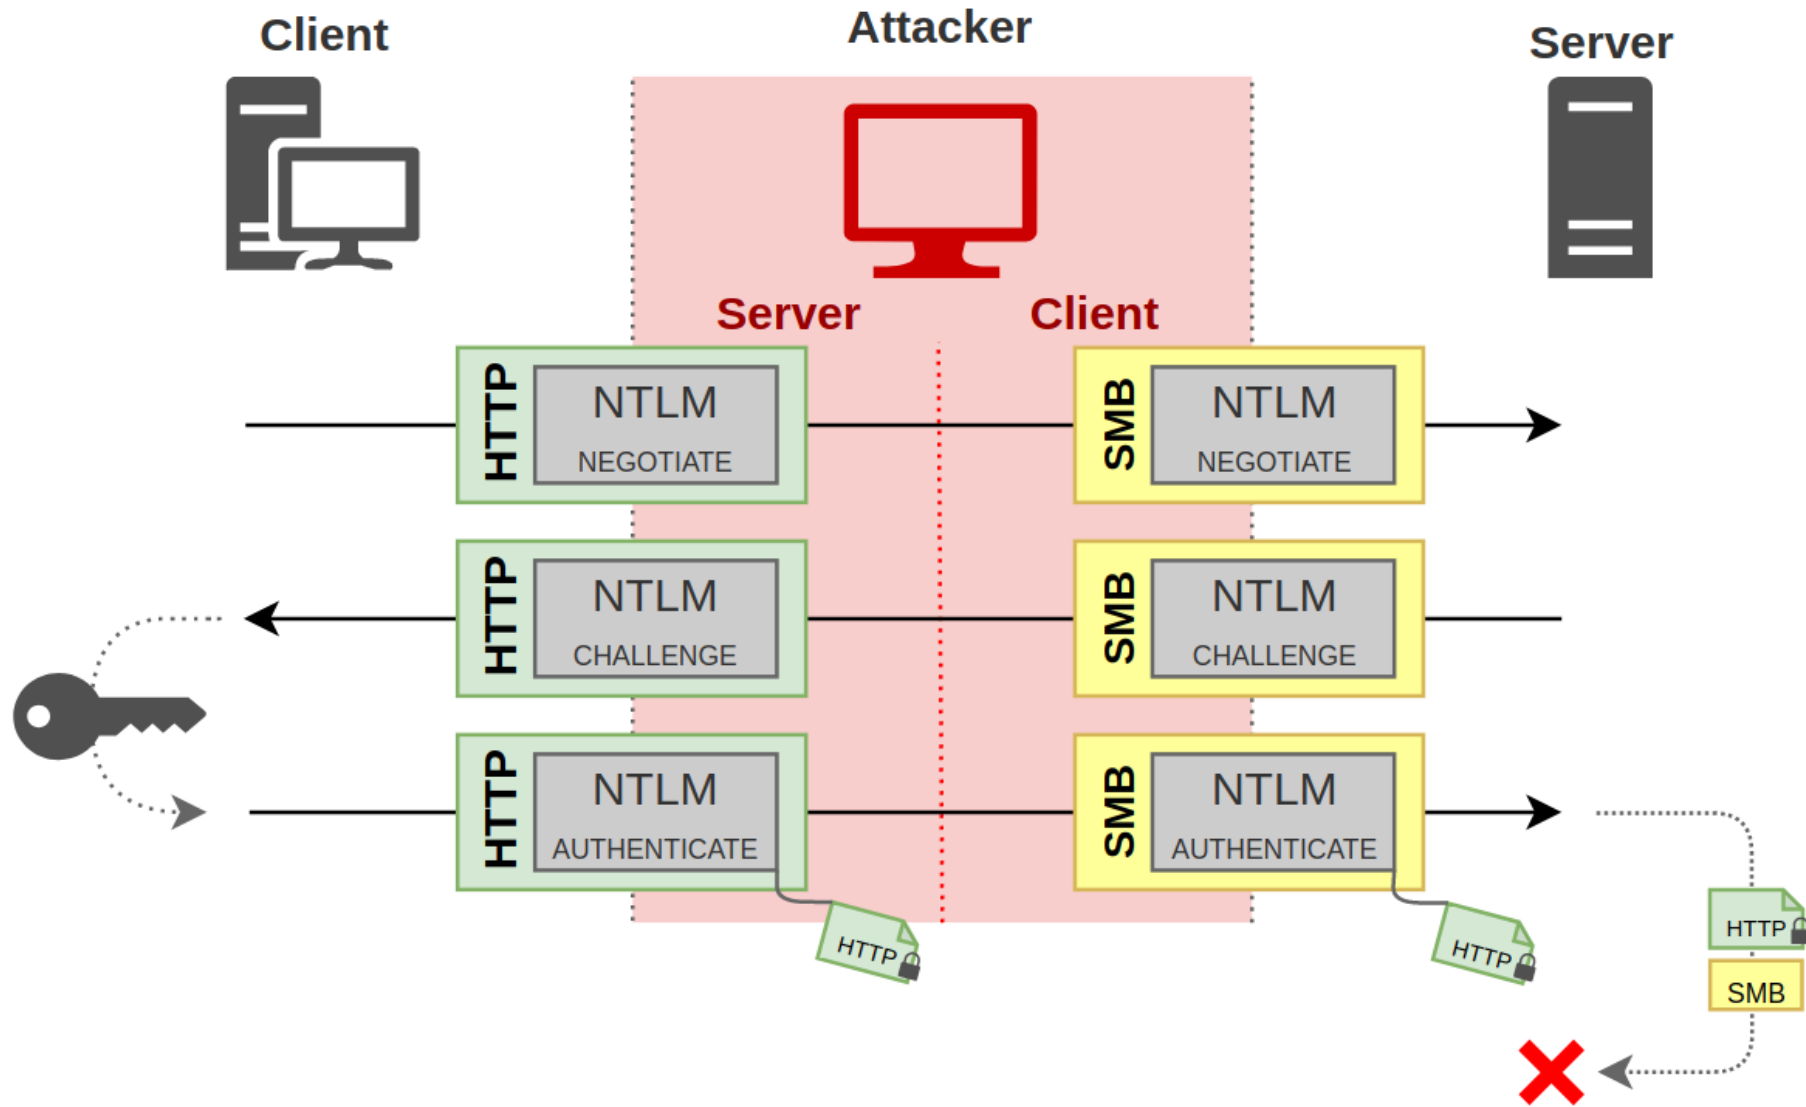 Client
Attacker
Server
Server
Client
HTTP
NTLM
NEGOTIATE
SMB
NTLM
NEGOTIATE
HTTP
NTLM
CHALLENGE
SMB
NTLM
CHALLENGE
HTTP
NTLM
AUTHENTICATE
SMB
NTLM
AUTHENTICATE
HTTP
HTTP
HTTP
SMB